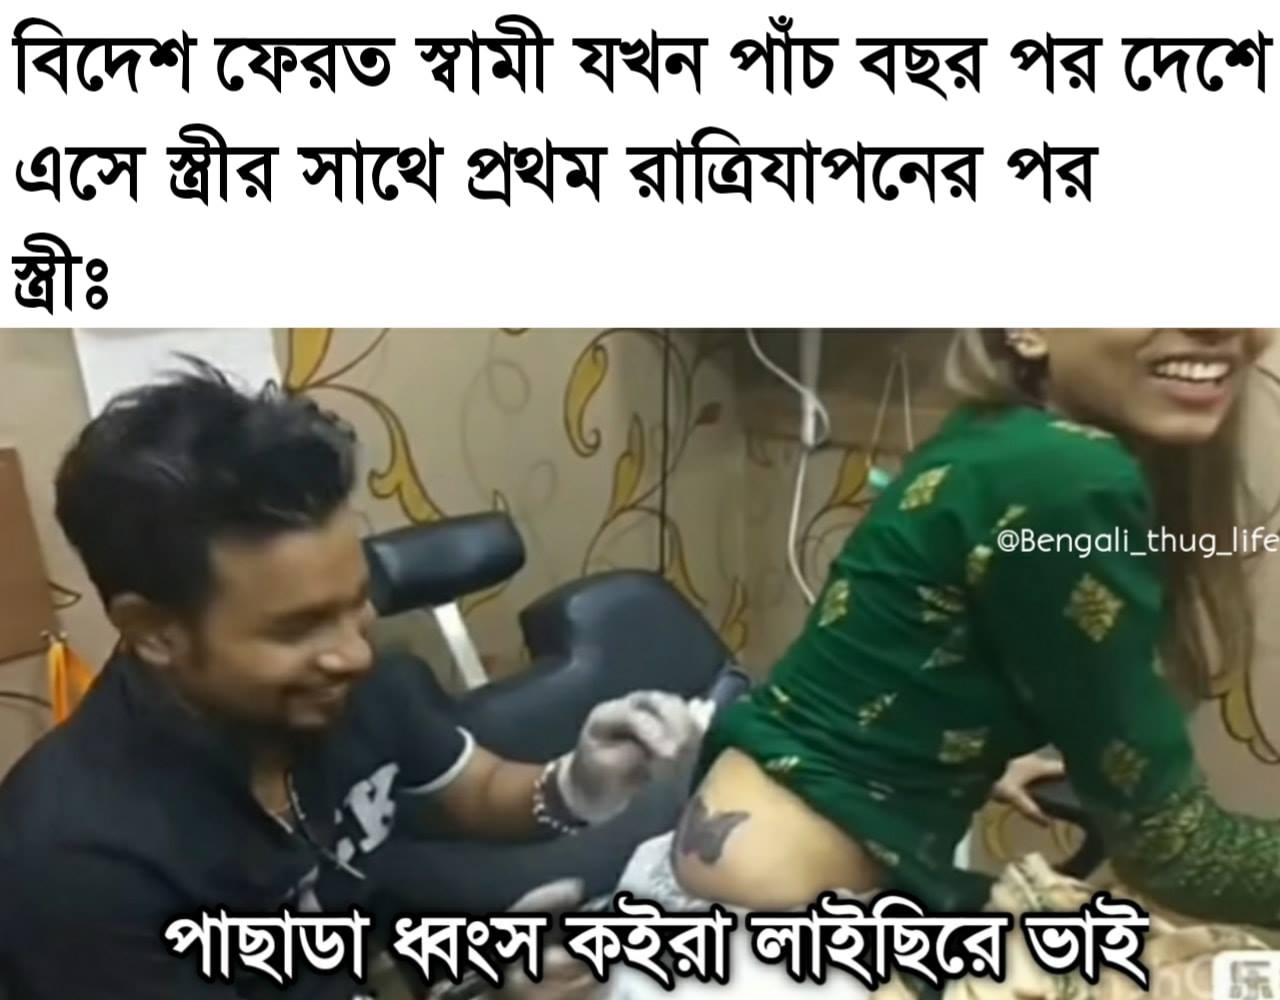 বিদেশ ফেরত স্বামী যখন পাঁচ বছর পর দেশে
এসে স্ত্রীর সাথে প্রথম রাত্রিযাপনের পর
স্ত্রীঃ
@Bengali_thug_life
পাছাডা ধ্বংস কইরা লাইছিরে ভাই